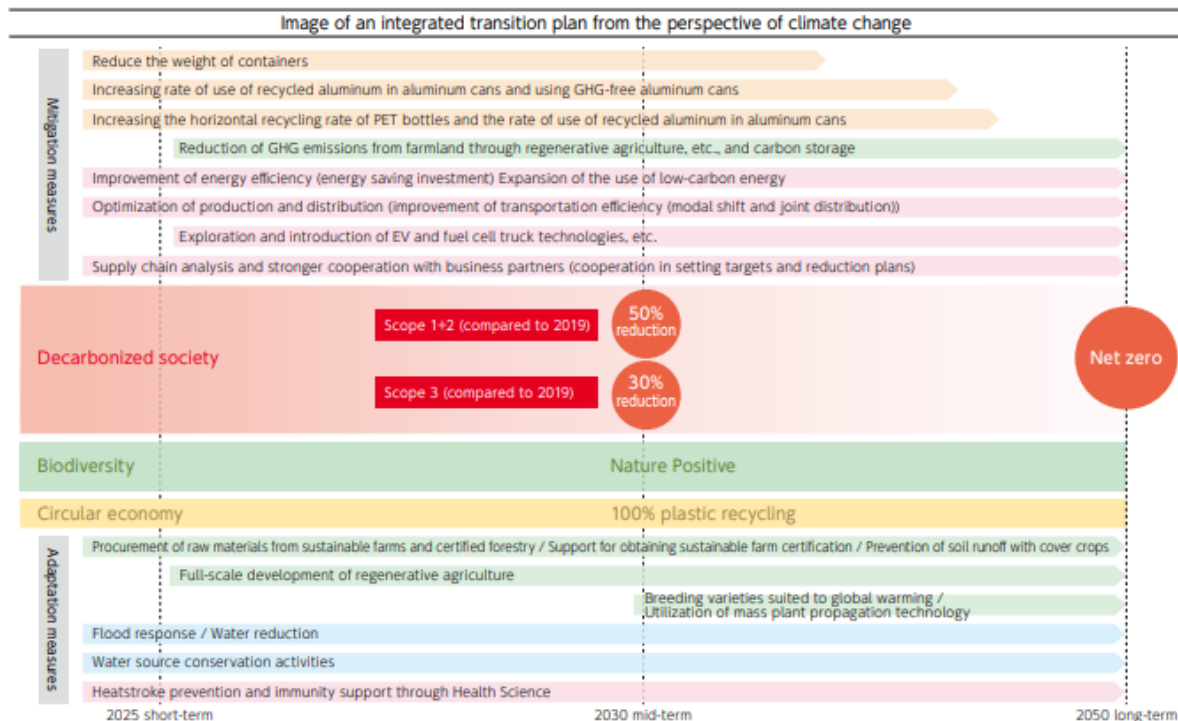 Image of an integrated transition plan from the perspective of climate change
Mitigation measures
Reduce the weight of containers
Increasing rate of use of recycled aluminum in aluminum cans and using GHG-free aluminum cans
Increasing the horizontal recycling rate of PET bottles and the rate of use of recycled aluminum in aluminum cans
Reduction of GHG emissions from farmland through regenerative agriculture, etc., and carbon storage
Improvement of energy efficiency (energy saving investment) Expansion of the use of low-carbon energy
Optimization of production and distribution (improvement of transportation efficiency (modal shift and joint distribution))
Exploration and introduction of EV and fuel cell truck technologies, etc.
Supply chain analysis and stronger cooperation with business partners (cooperation in setting targets and reduction plans)
Decarbonized society
Scope 1+2 (compared to 2019)
50%
reduction
Scope 3 (compared to 2019)
30%
reduction
Net zero
Biodiversity
Nature Positive
Circular economy
100% plastic recycling
Adaptation measures
Procurement of raw materials from sustainable farms and certified forestry / Support for obtaining sustainable farm certification / Prevention of soil runoff with cover crops
Full-scale development of regenerative agriculture
Breeding varieties suited to global warming /
Utilization of mass plant propagation technology
Flood response / Water reduction
Water source conservation activities
Heatstroke prevention and immunity support through Health Science
2025 short-term
2030 mid-term
2050 long-term